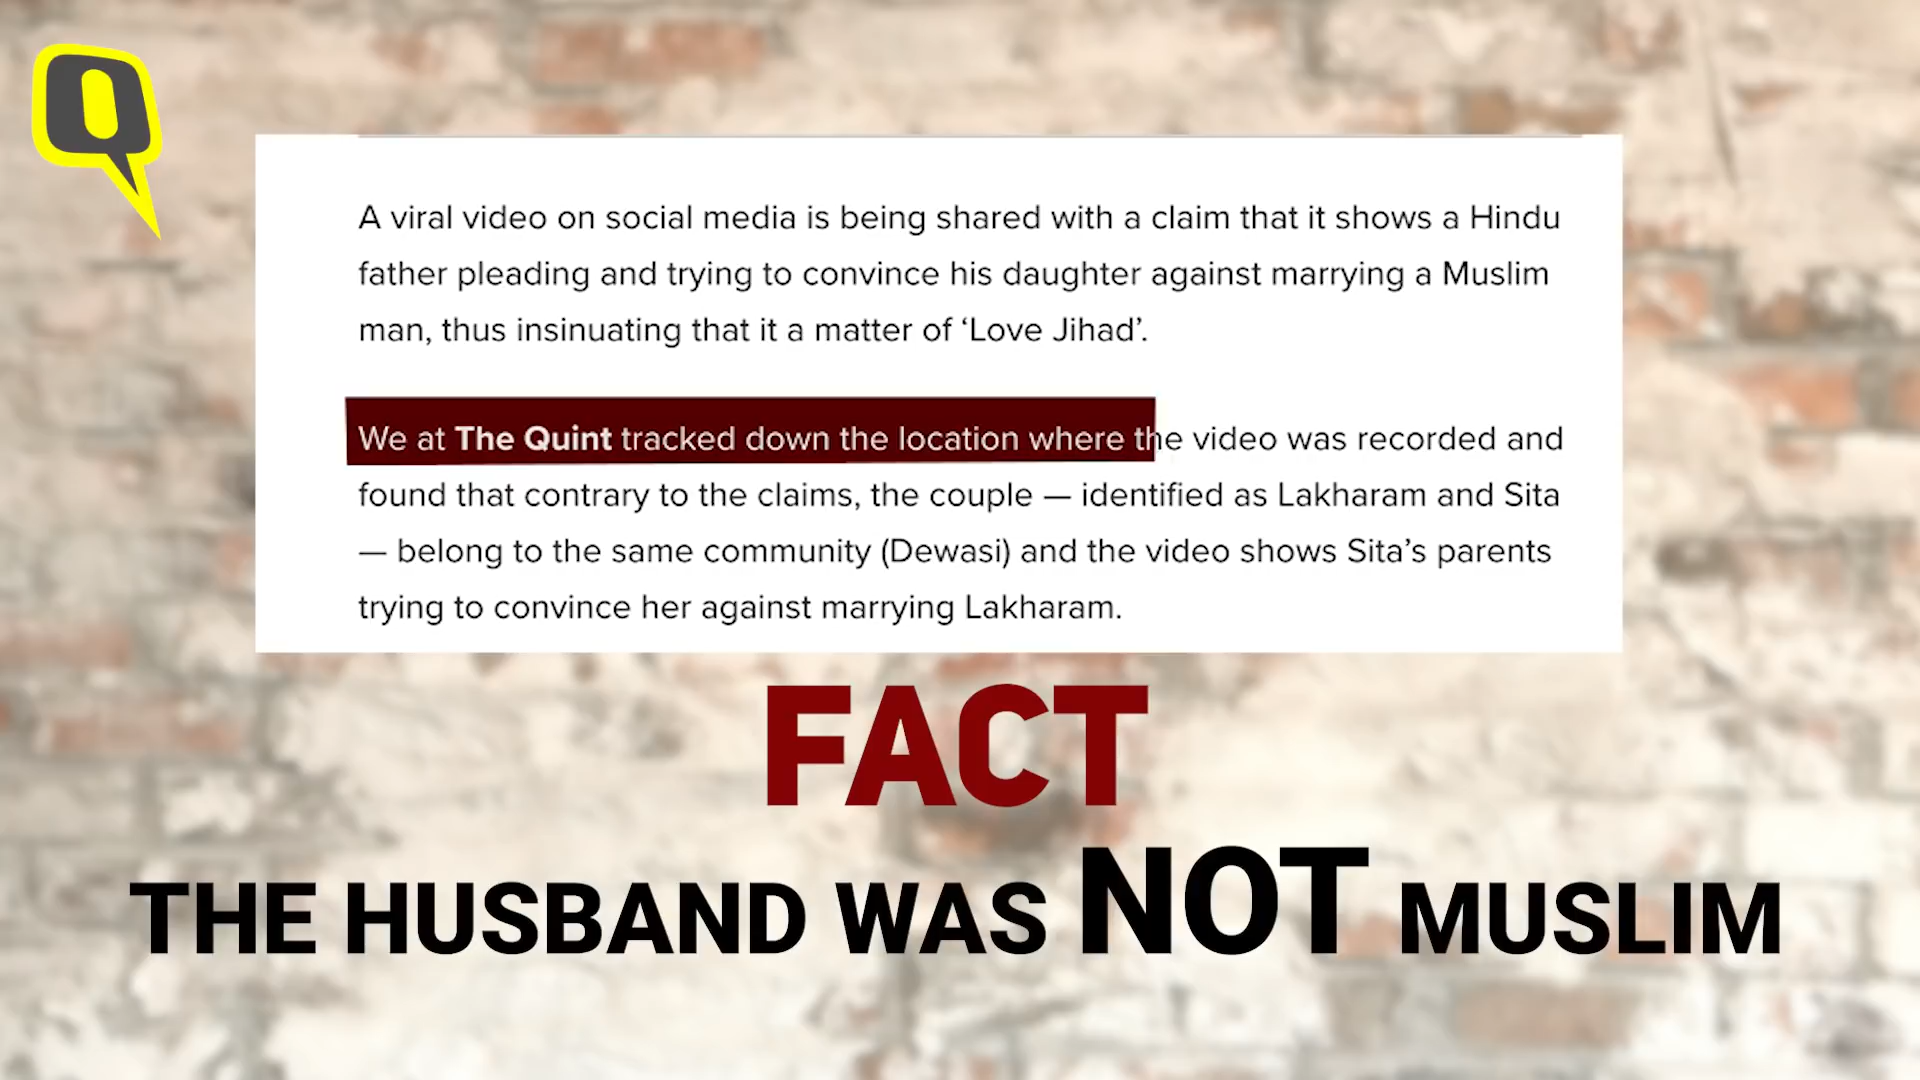 Q
A viral video on social media is being shared with a claim that it shows a Hindu
father pleading and trying to convince his daughter against marrying a Muslim
man, thus insinuating that it a matter of ‘Love Jihad’.
We at The Quint tracked down the location where the video was recorded and
found that contrary to the claims, the couple — identified as Lakharam and Sita
— belong to the same community (Dewasi) and the video shows Sita’s parents
trying to convince her against marrying Lakharam.
FACT
THE HUSBAND WAS NOT MUSLIM